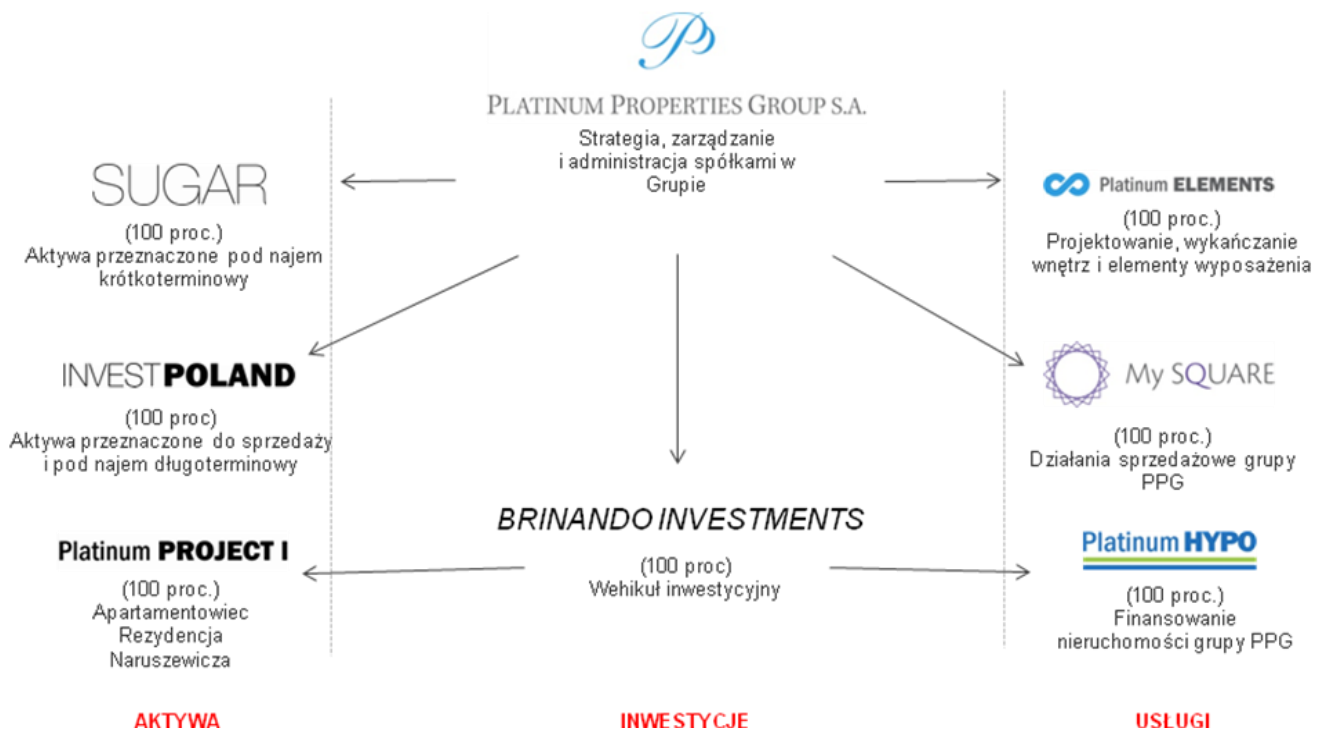 PLATINUM PROPERTIES GROUP S.A.
Strategia, zarządzanie
i administracja spółkami w
Grupie
SUGAR
(100 proc.)
Aktywa przeznaczone pod najem
krótkoterminowy
INVESTPOLAND
(100 proc)
Aktywa przeznaczone do sprzedaży
i pod najem długoterminowy
Platinum PROJECT I
(100 proc.)
Apartamentowiec
Rezydencja
Naruszewicza
AKTYWA
BRINANDO INVESTMENTS
(100 proc)
Wehikuł inwestycyjny
INWESTYCJE
Platinum ELEMENTS
(100 proc.)
Projektowanie, wykańczanie
wnętrz i elementy wyposażenia
My SQUARE
(100 proc.)
Działania sprzedażowe grupy
PPG
Platinum HYPO
(100 proc.)
Finansowanie
nieruchomości grupy PPG
USŁUGI